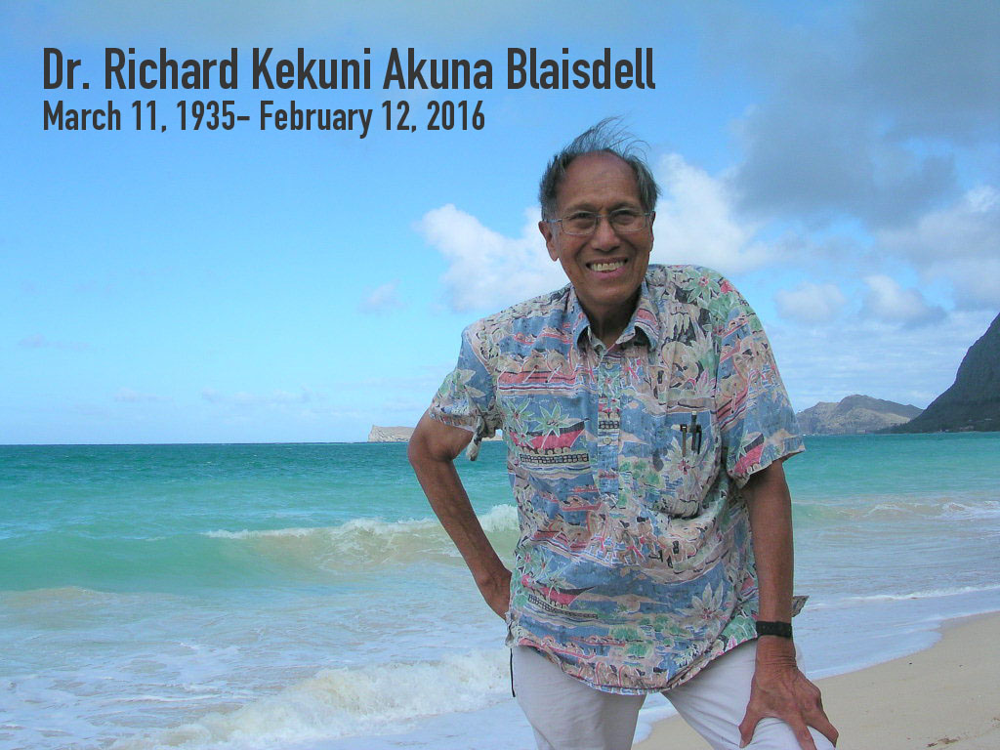 Dr. Richard Kekuni Akuna Blaisdell
March 11, 1935- February 12, 2016